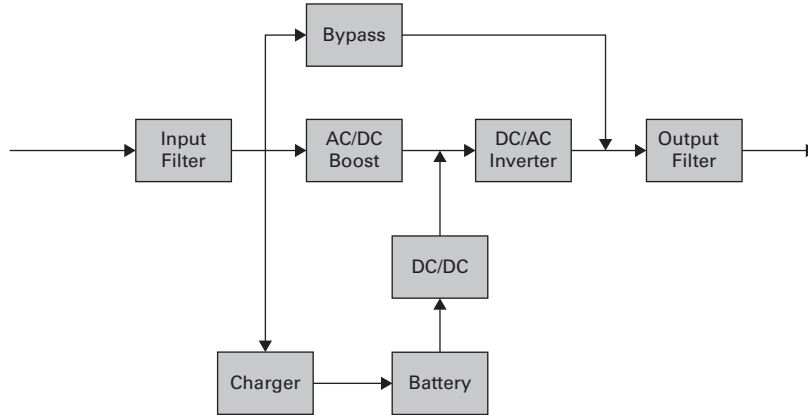 Bypass
Input
Filter
AC/DC
Boost
DC/AC
Inverter
Output
Filter
DC/DC
Charger
Battery